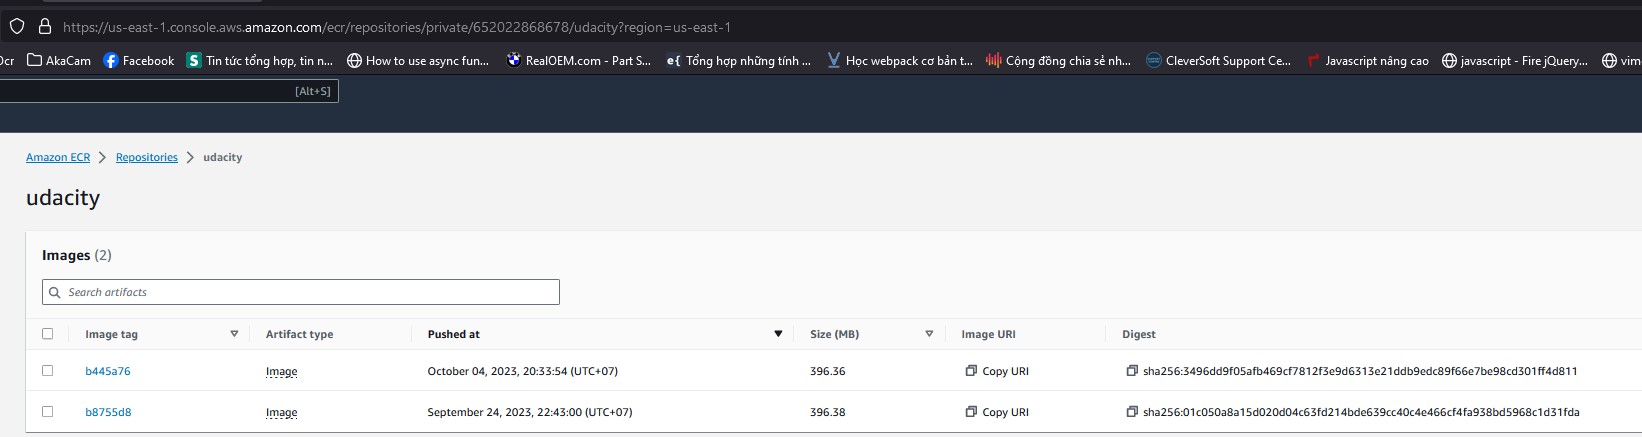 https://us-east-1.console.aws.amazon.com/ecr/repositories/private/652022868678/udacity?region=us-east-1
Ocr AkaCam Facebook Tin tức tổng hợp, tin n... How to use async fun... RealOEM.com - Part S... e{ Tổng hợp những tính ... Học webpack cơ bản t... Cộng đồng chia sẻ nh... CleverSoft Support Ce... Javascript nâng cao javascript - Fire jQuery... vim
[Alt+S]
Amazon ECR > Repositories > udacity
udacity
Images (2)
Search artifacts
Image tag Artifact type Pushed at Size (MB) Image URI Digest
b445a76 Image October 04, 2023, 20:33:54 (UTC+07) 396.36 Copy URI sha256:3496dd9f05afb469cf7812f3e9d6313e21ddb9edc89f66e7be98cd301ff4d811
b8755d8 Image September 24, 2023, 22:43:00 (UTC+07) 396.38 Copy URI sha256:01c050a8a15d020d04c63fd214bde639cc40c4e466cf4fa938bd5968c1d31fda